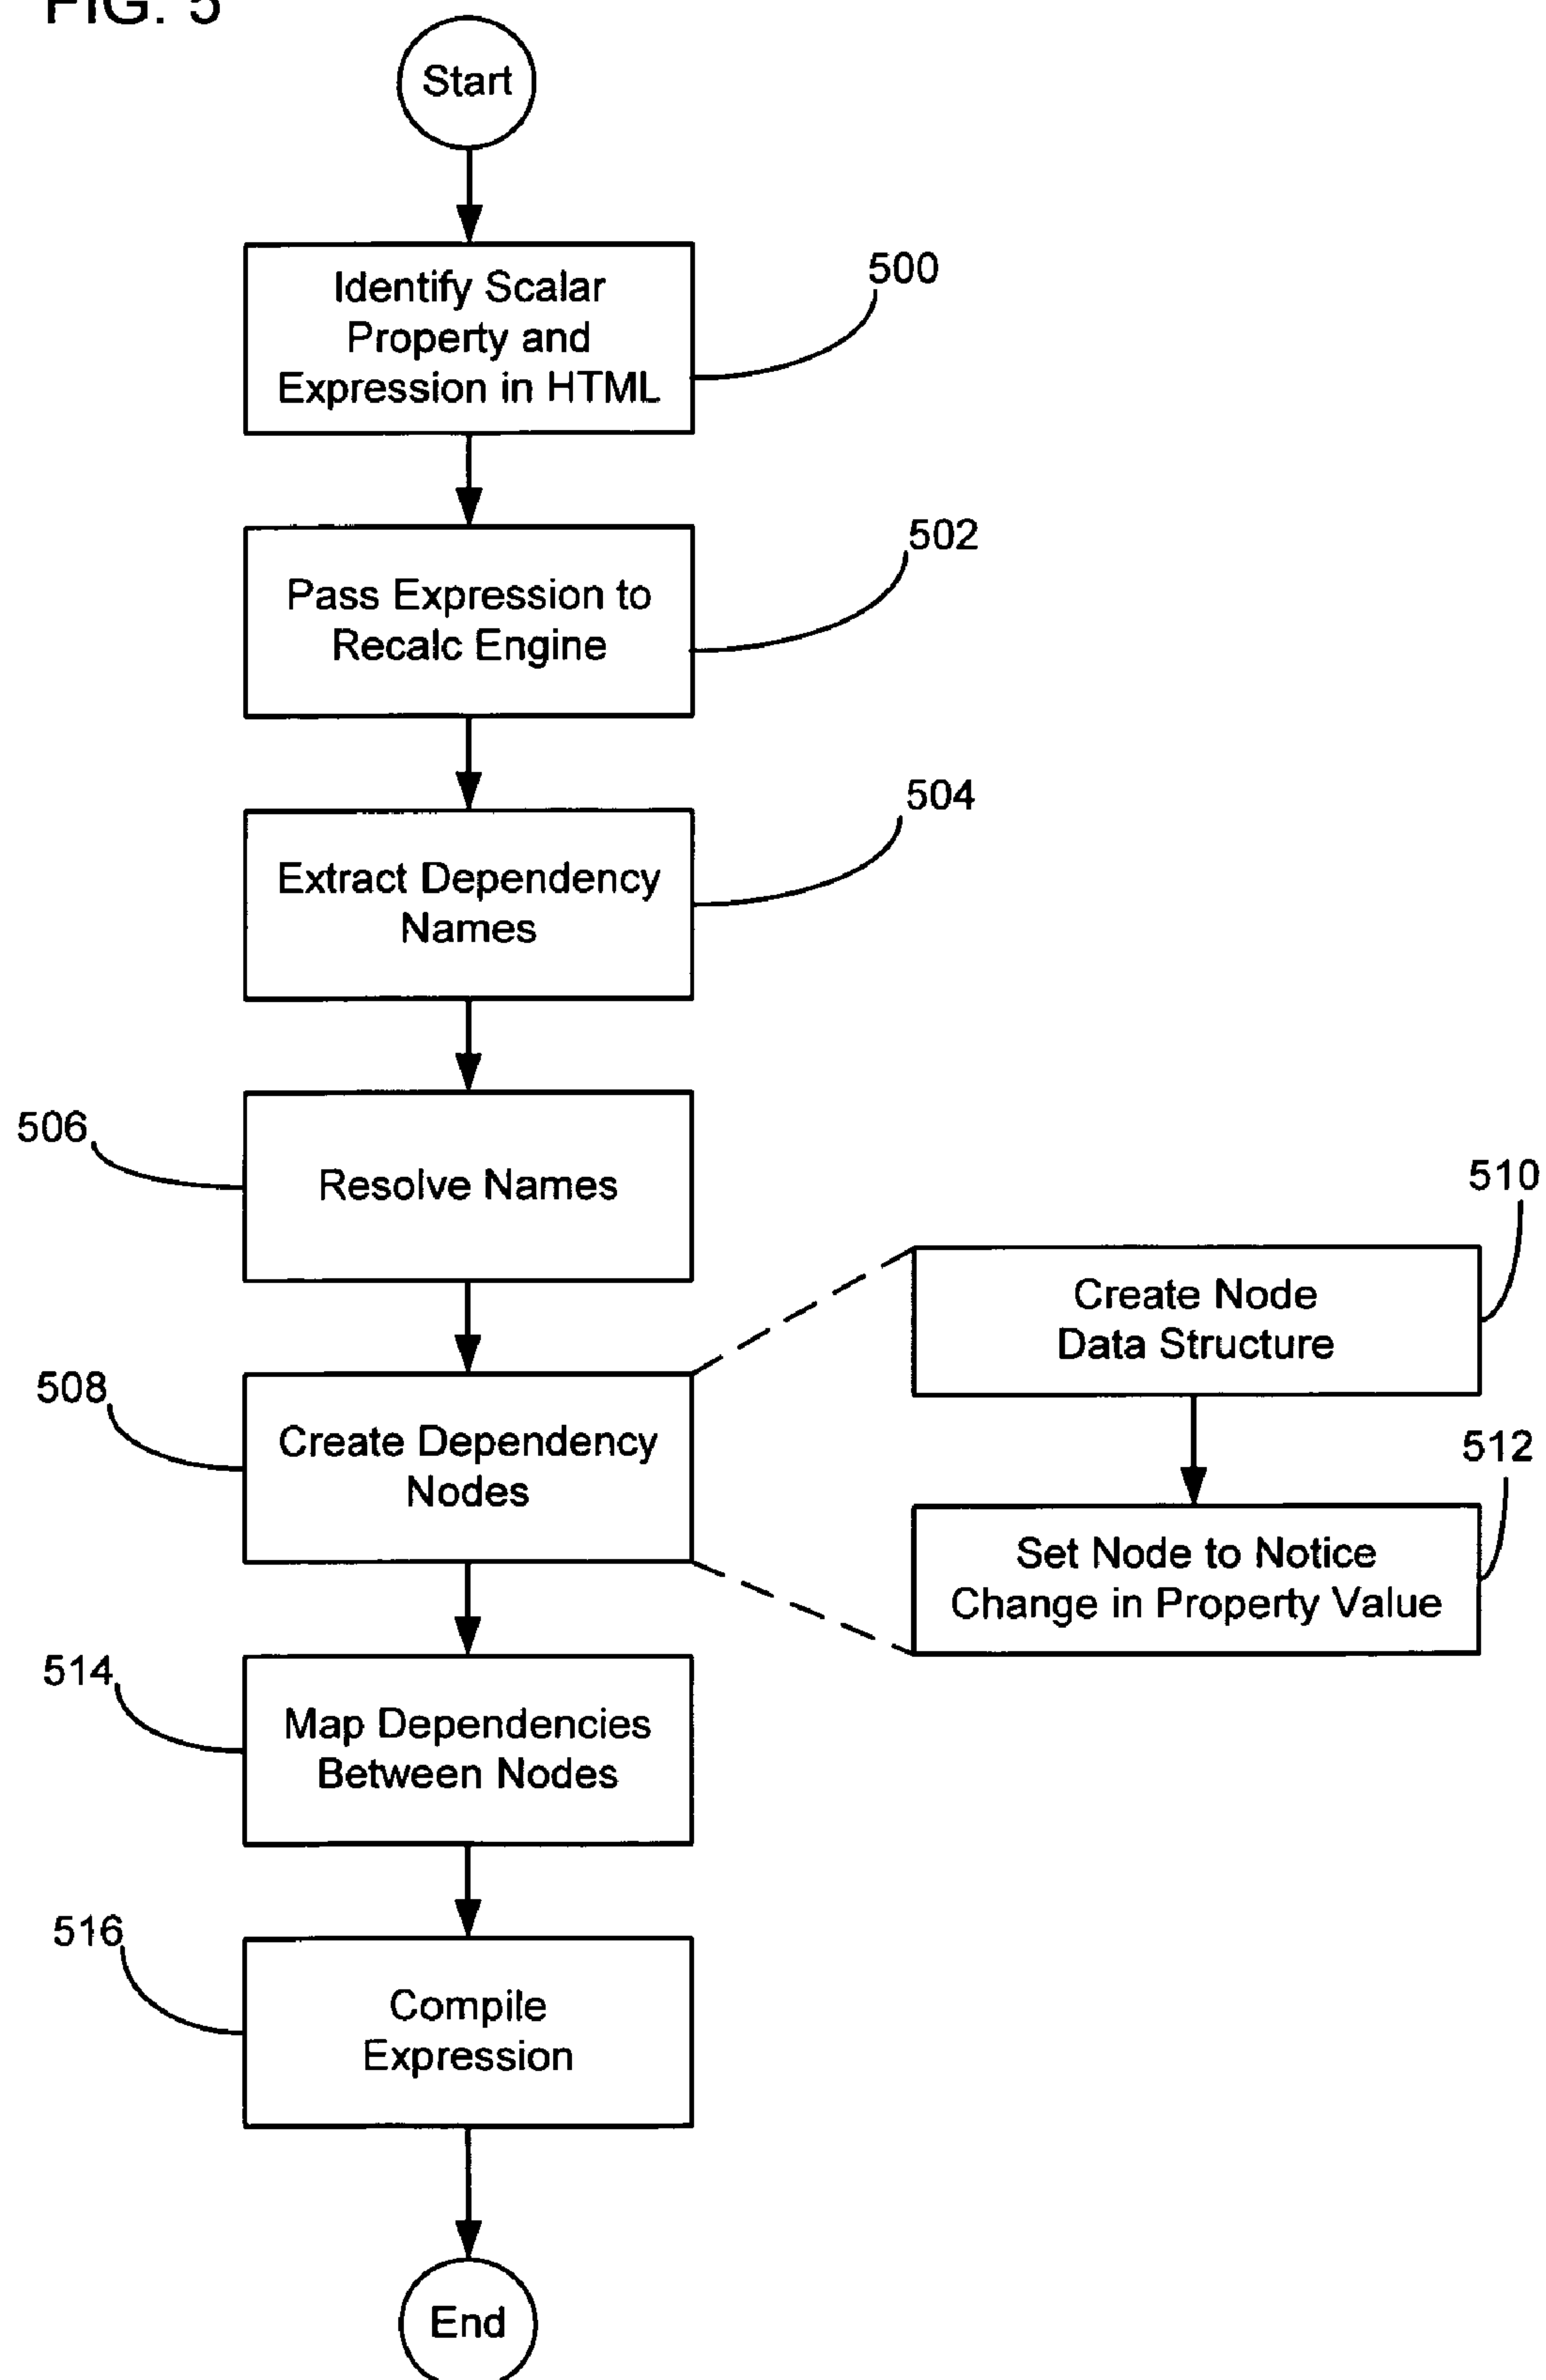 FIG. 5
Start
Identify Scalar
Property and
Expression in HTML
500
Pass Expression to
Recalc Engine
502
Extract Dependency
Names
504
506
Resolve Names
508
Create Dependency
Nodes
510
Create Node
Data Structure
512
Set Node to Notice
Change in Property Value
514
Map Dependencies
Between Nodes
516
Compile
Expression
End